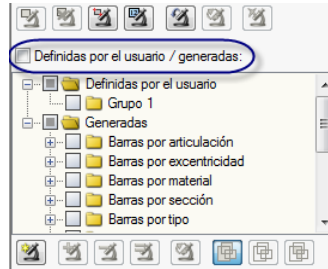 Definidas por el usuario / generadas:
Definidas por el usuario
Grupo 1
Generadas
Barras por articulación
Barras por excentricidad
Barras por material
Barras por sección
Barras por tipo